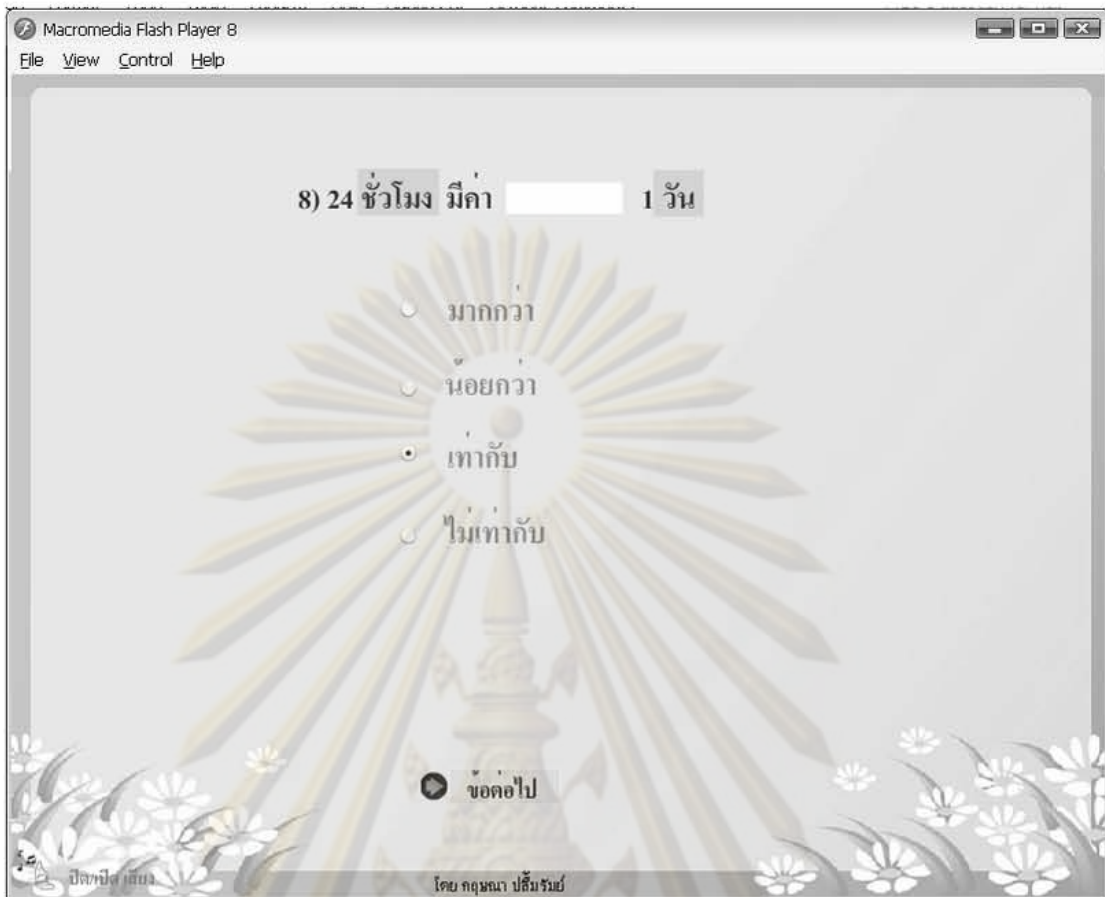 Macromedia Flash Player 8
File View Control Help
8) 24 ชั่วโมง มีค่า 1 วัน
มากกว่า
น้อยกว่า
เท่ากับ
ไม่เท่ากับ
ข้อต่อไป
ปิด/เปิด เสียง
โดย กฤษณา ปลื้มรัมย์